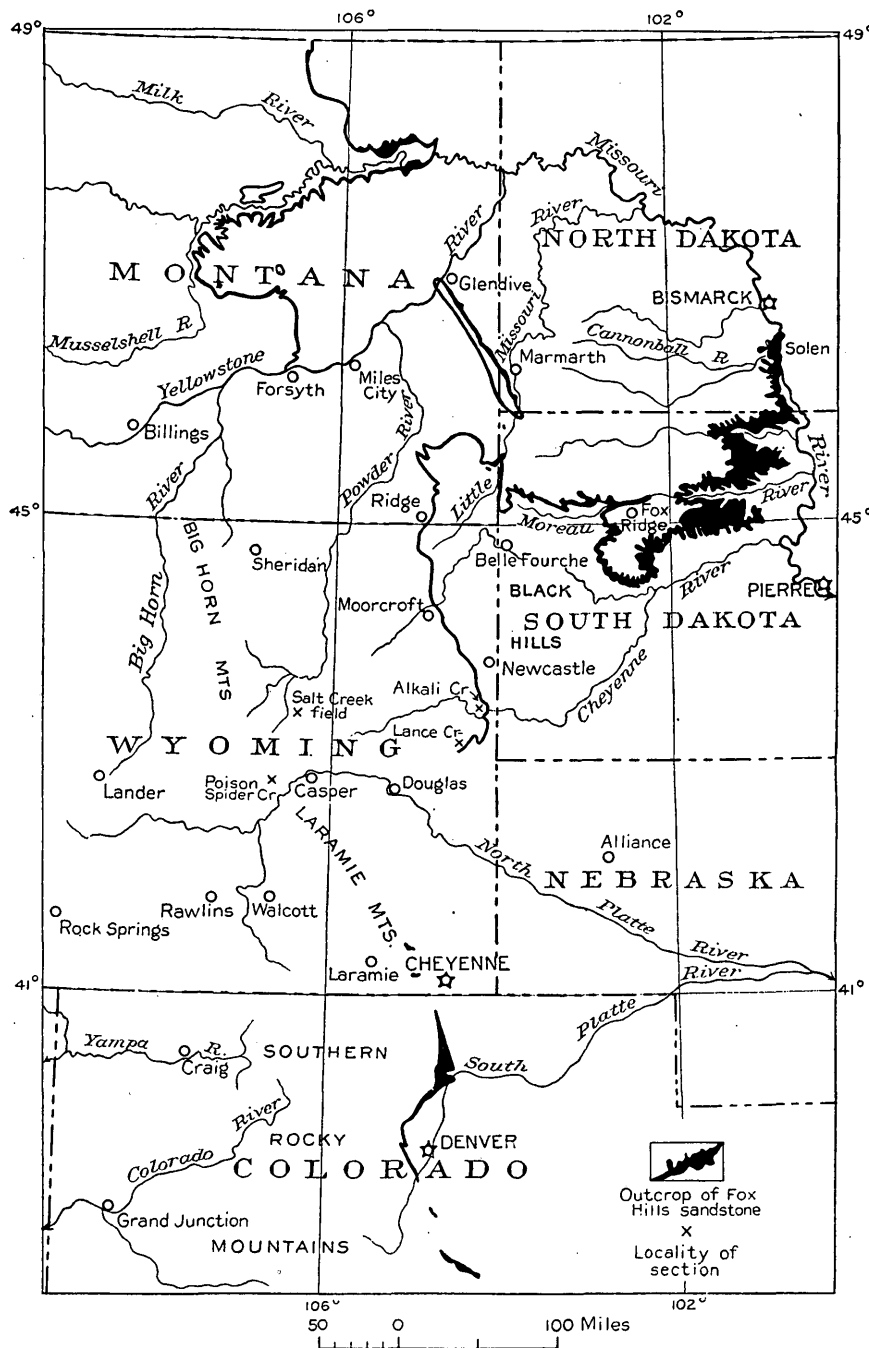 106°
102°
49°
49°
Milk
River
Missouri
River
River
NORTH DAKOTA
MONTANA
Glendive
BISMARCK
Missouri
Musselshell R
Cannonball R
Solen
Marmarth
Yellowstone
Forsyth
Miles
City
Billings
River
Powder River
River
Ridge
Little
Moreau
River
Fox
Ridge
45°
45°
BIG HORN
MTS
Sheridan
Belle Fourche
BLACK
River
PIERRE
Moorcroft
SOUTH DAKOTA
HILLS
Newcastle
Big Horn
Cheyenne
Alkali Cr
Salt Creek
× field
Lance Cr
WYOMING
Lander
Poison ×
Spider Cr
Casper
Douglas
LARAMIE
MTS.
Alliance
North
NEBRASKA
Platte
River
Rawlins
Walcott
Rock Springs
Laramie
CHEYENNE
River
41°
41°
Platte
Yampa R.
Craig
SOUTHERN
South
River
ROCKY
DENVER
Colorado
COLORADO
Grand Junction
MOUNTAINS
Outcrop of Fox
Hills sandstone
×
Locality of
section
106°
102°
50 0 100 Miles